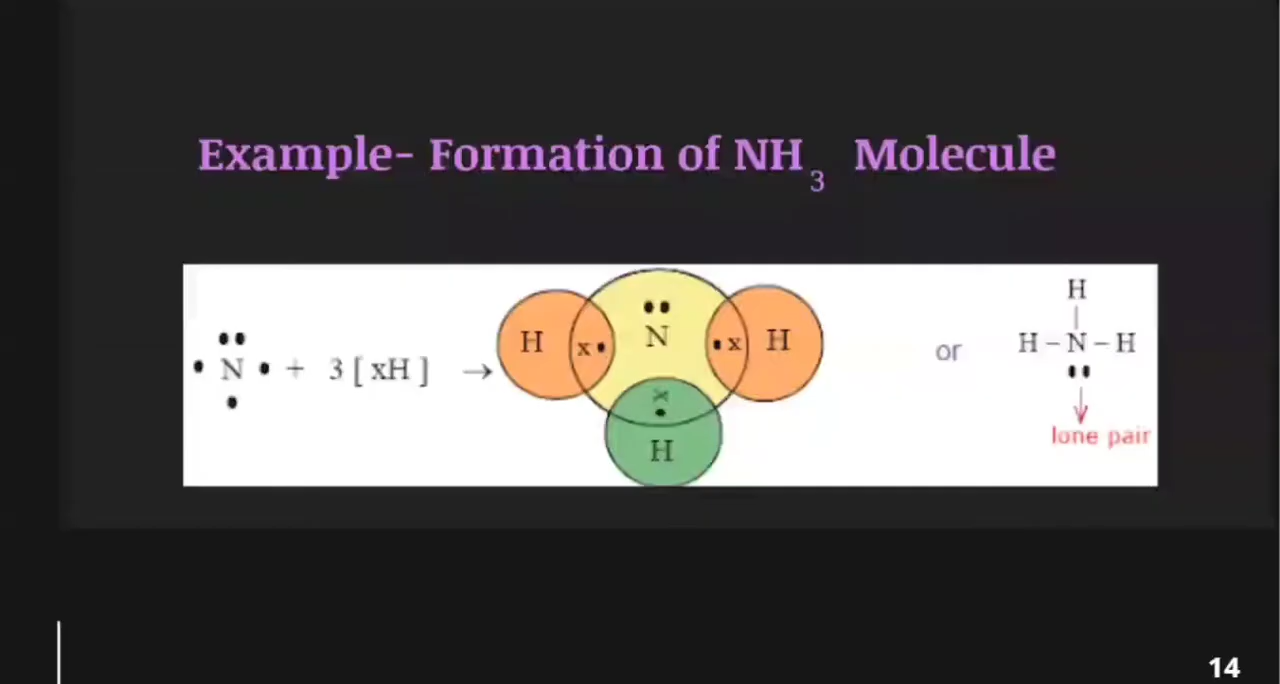 Example- Formation of NH₃ Molecule
H
H x• •• N •x H or H – N – H
• N • + 3 [ xH ] →
••
x
•
H
lone pair
14